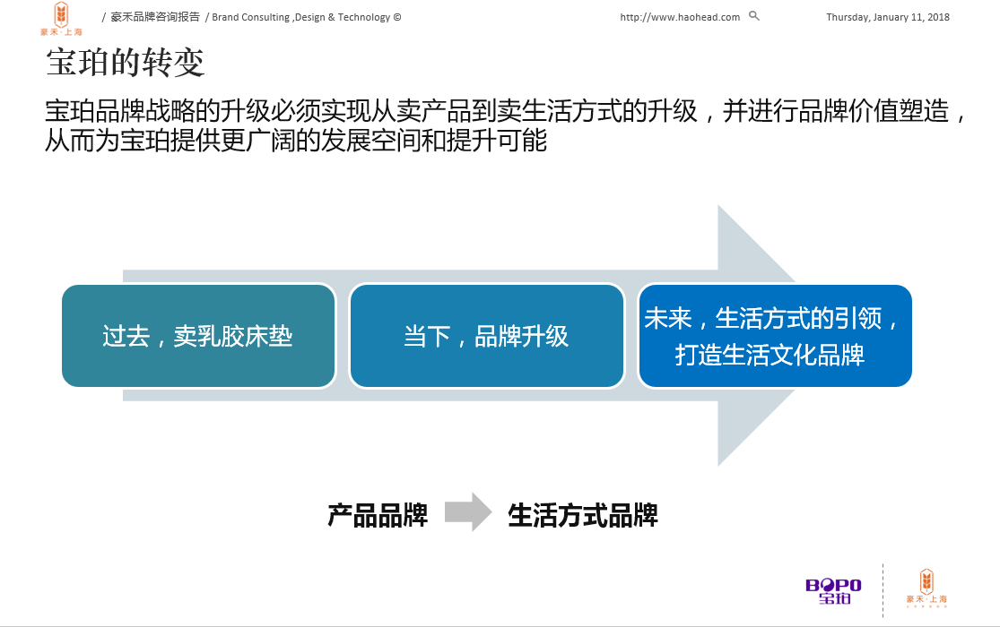 / 豪禾品牌咨询报告 / Brand Consulting ,Design & Technology ©
http://www.haohead.com
Thursday, January 11, 2018
豪禾·上海
宝珀的转变
宝珀品牌战略的升级必须实现从卖产品到卖生活方式的升级，并进行品牌价值塑造，
从而为宝珀提供更广阔的发展空间和提升可能
过去，卖乳胶床垫
当下，品牌升级
未来，生活方式的引领，
打造生活文化品牌
产品品牌
生活方式品牌
BOPO
宝珀
豪禾·上海